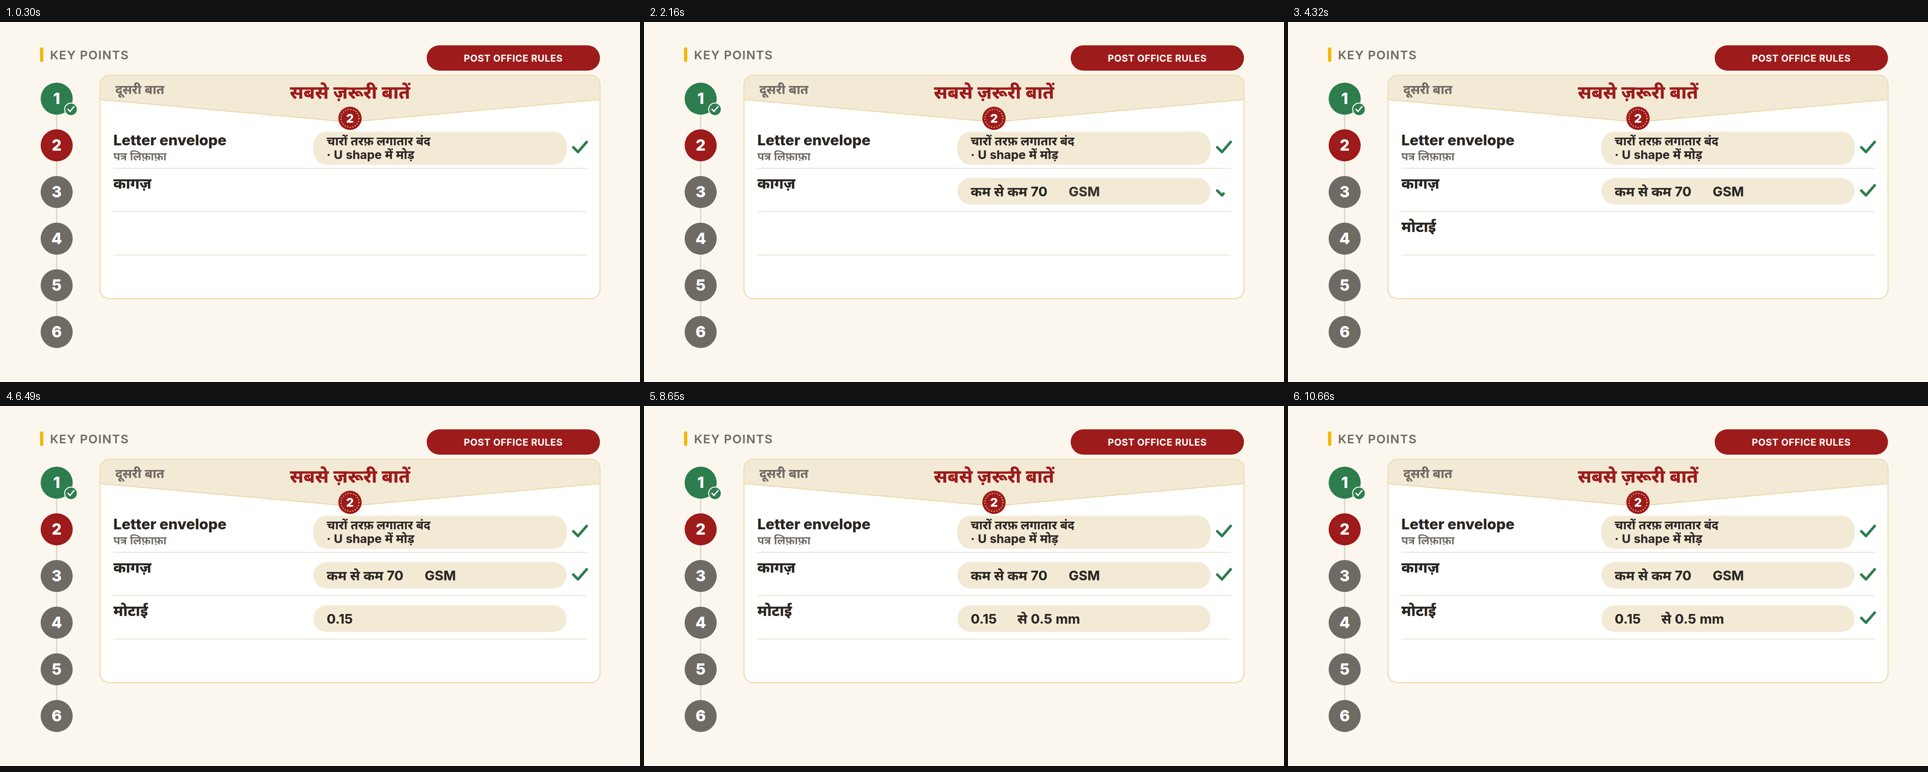 1. 0.30s
KEY POINTS
POST OFFICE RULES
दूसरी बात
सबसे ज़रूरी बातें
2
1
2
3
4
5
6
Letter envelope
पत्र लिफ़ाफ़ा
चारों तरफ़ लगातार बंद
· U shape में मोड़
कागज़
2. 2.16s
KEY POINTS
POST OFFICE RULES
दूसरी बात
सबसे ज़रूरी बातें
2
1
2
3
4
5
6
Letter envelope
पत्र लिफ़ाफ़ा
चारों तरफ़ लगातार बंद
· U shape में मोड़
कागज़
कम से कम 70 GSM
3. 4.32s
KEY POINTS
POST OFFICE RULES
दूसरी बात
सबसे ज़रूरी बातें
2
1
2
3
4
5
6
Letter envelope
पत्र लिफ़ाफ़ा
चारों तरफ़ लगातार बंद
· U shape में मोड़
कागज़
कम से कम 70 GSM
मोटाई
4. 6.49s
KEY POINTS
POST OFFICE RULES
दूसरी बात
सबसे ज़रूरी बातें
2
1
2
3
4
5
6
Letter envelope
पत्र लिफ़ाफ़ा
चारों तरफ़ लगातार बंद
· U shape में मोड़
कागज़
कम से कम 70 GSM
मोटाई
0.15
5. 8.65s
KEY POINTS
POST OFFICE RULES
दूसरी बात
सबसे ज़रूरी बातें
2
1
2
3
4
5
6
Letter envelope
पत्र लिफ़ाफ़ा
चारों तरफ़ लगातार बंद
· U shape में मोड़
कागज़
कम से कम 70 GSM
मोटाई
0.15 से 0.5 mm
6. 10.66s
KEY POINTS
POST OFFICE RULES
दूसरी बात
सबसे ज़रूरी बातें
2
1
2
3
4
5
6
Letter envelope
पत्र लिफ़ाफ़ा
चारों तरफ़ लगातार बंद
· U shape में मोड़
कागज़
कम से कम 70 GSM
मोटाई
0.15 से 0.5 mm